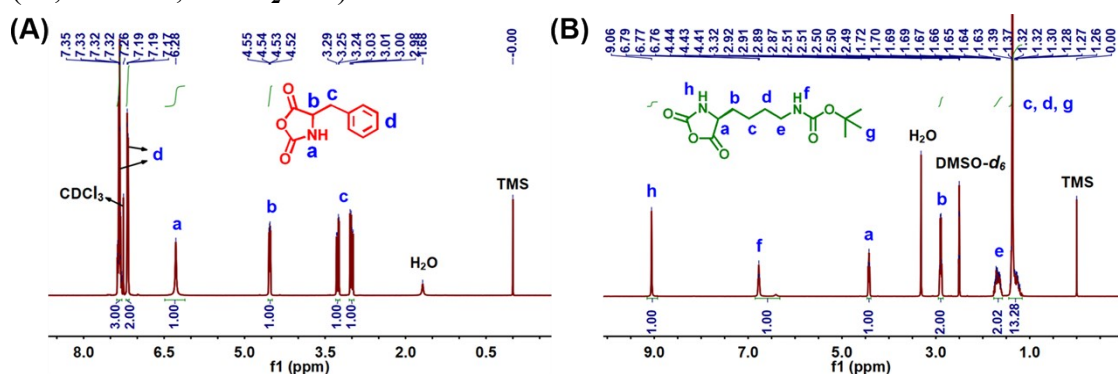 (A)
7.35 7.33 7.32 7.32 7.26 7.19 7.19 7.17 6.28
4.55 4.54 4.53 4.52
3.29 3.25 3.24 3.03 3.01 3.00 1.68
-0.00
b
c
O
O
NH
O
a
d
d
CDCl3
a
b
c
H2O
TMS
3.00 2.00 1.00 1.00 1.00 1.00
8.0 6.5 5.0 3.5 2.0 0.5
f1 (ppm)
(B)
9.06 6.79 6.77 6.76 4.44 4.43 4.41 3.32 2.92 2.91 2.89 2.87 2.51 2.51 2.50 2.50 2.49 1.72 1.70 1.69 1.69 1.67 1.66 1.65 1.64 1.63 1.39 1.37 1.32 1.32 1.30 1.28 1.27 1.26 0.00
h
H
N
O
O
O
a
b
c
d
e
f
H
N
O
O
g
c, d, g
H2O
DMSO-d6
TMS
h
f
a
b
e
1.00 1.00 1.00 2.00 2.02 13.28
9.0 7.0 5.0 3.0 1.0
f1 (ppm)